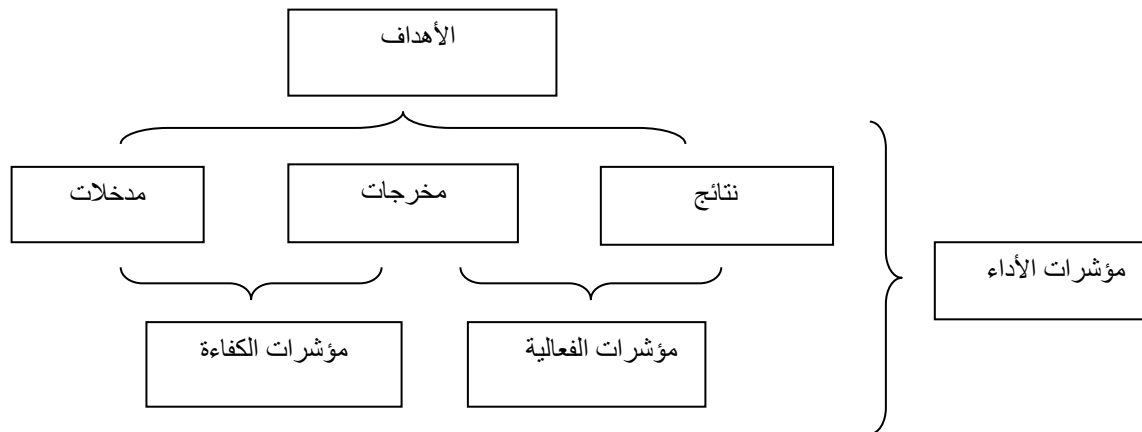 الأهداف
نتائج
مخرجات
مدخلات
مؤشرات الأداء
مؤشرات الفعالية
مؤشرات الكفاءة